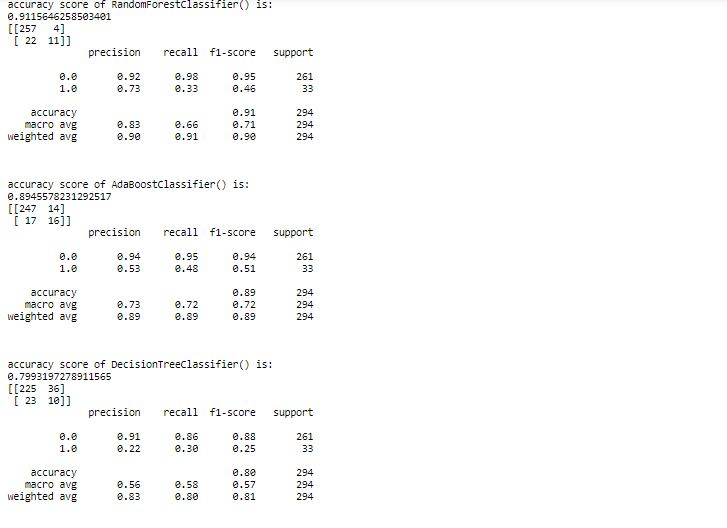 accuracy score of RandomForestClassifier() is:
0.9115646258503401
[[257   4]
 [ 22  11]]
              precision    recall  f1-score   support

         0.0       0.92      0.98      0.95       261
         1.0       0.73      0.33      0.46        33

    accuracy                           0.91       294
   macro avg       0.83      0.66      0.71       294
weighted avg       0.90      0.91      0.90       294

accuracy score of AdaBoostClassifier() is:
0.8945578231292517
[[247  14]
 [ 17  16]]
              precision    recall  f1-score   support

         0.0       0.94      0.95      0.94       261
         1.0       0.53      0.48      0.51        33

    accuracy                           0.89       294
   macro avg       0.73      0.72      0.72       294
weighted avg       0.89      0.89      0.89       294

accuracy score of DecisionTreeClassifier() is:
0.7993197278911565
[[225  36]
 [ 23  10]]
              precision    recall  f1-score   support

         0.0       0.91      0.86      0.88       261
         1.0       0.22      0.30      0.25        33

    accuracy                           0.80       294
   macro avg       0.56      0.58      0.57       294
weighted avg       0.83      0.80      0.81       294